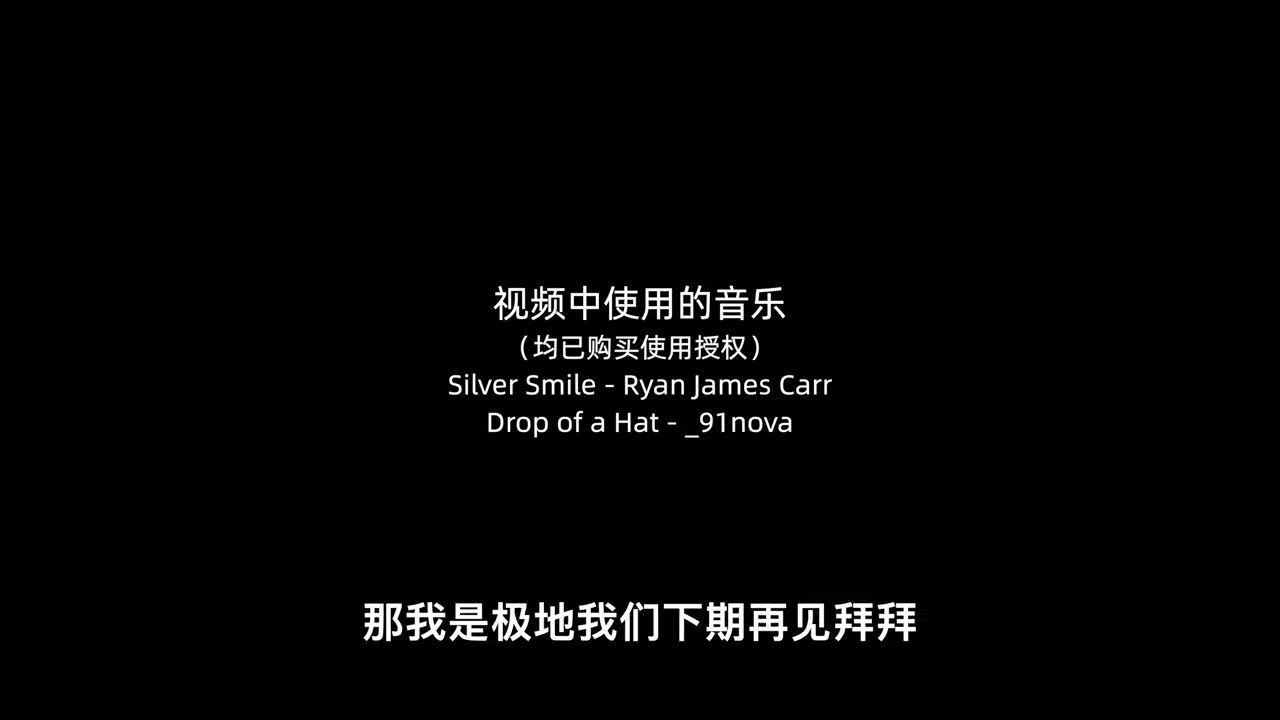 视频中使用的音乐
（均已购买使用授权）
Silver Smile - Ryan James Carr
Drop of a Hat - _91nova
那我是极地我们下期再见拜拜